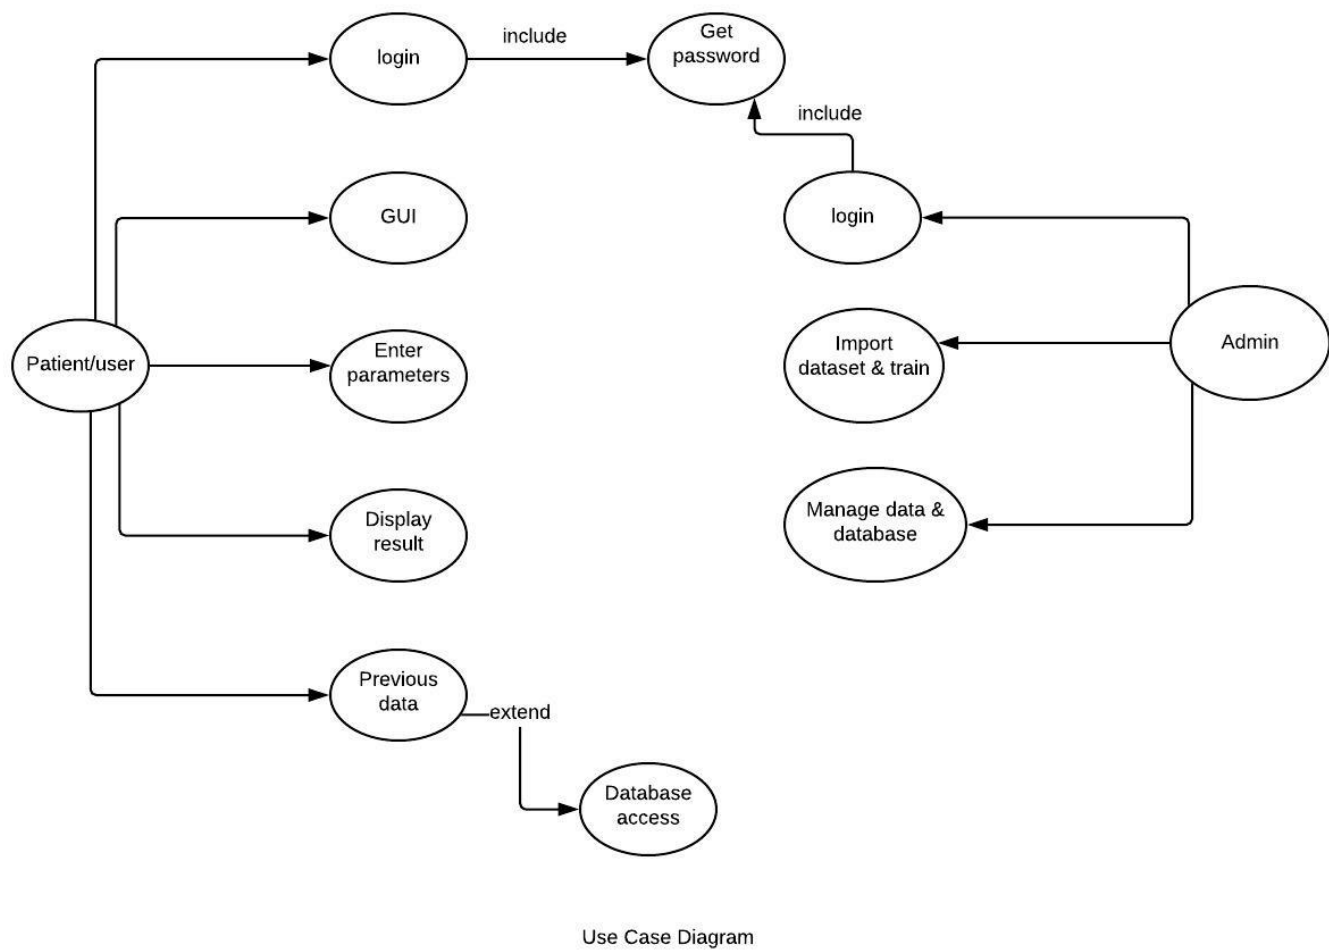 login
include
Get
password
include
GUI
login
Patient/user
Enter
parameters
Import
dataset & train
Admin
Display
result
Manage data &
database
Previous
data
extend
Database
access
Use Case Diagram